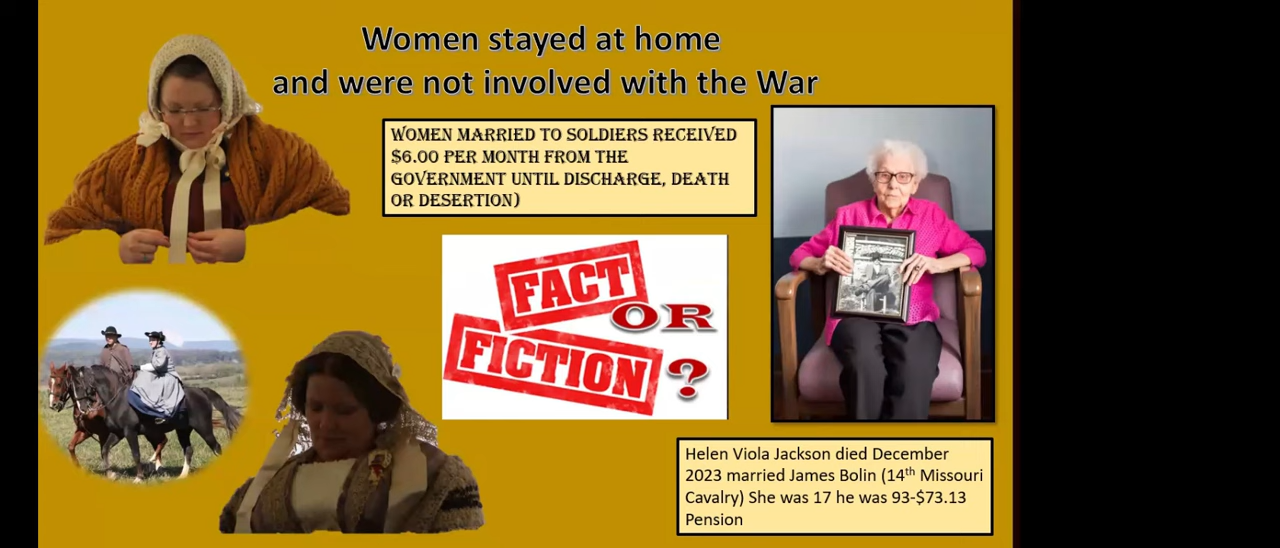 Women stayed at home
and were not involved with the War
WOMEN MARRIED TO SOLDIERS RECEIVED
$6.00 PER MONTH FROM THE
GOVERNMENT UNTIL DISCHARGE, DEATH
OR DESERTION)
FACT
OR
FICTION
?
Helen Viola Jackson died December
2023 married James Bolin (14th Missouri
Cavalry) She was 17 he was 93-$73.13
Pension